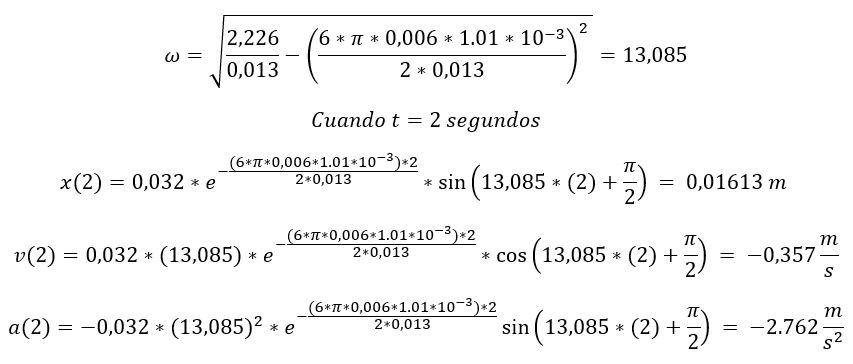 ω = √(2,226/0,013 − ((6 ∗ π ∗ 0,006 ∗ 1.01 ∗ 10⁻³)/(2 ∗ 0,013))²) = 13,085
Cuando t = 2 segundos
x(2) = 0,032 ∗ e^(−((6∗π∗0,006∗1.01∗10⁻³)∗2)/(2∗0,013)) ∗ sin(13,085 ∗ (2) + π/2) = 0,01613 m
v(2) = 0,032 ∗ (13,085) ∗ e^(−((6∗π∗0,006∗1.01∗10⁻³)∗2)/(2∗0,013)) ∗ cos(13,085 ∗ (2) + π/2) = −0,357 m/s
a(2) = −0,032 ∗ (13,085)² ∗ e^(−((6∗π∗0,006∗1.01∗10⁻³)∗2)/(2∗0,013)) sin(13,085 ∗ (2) + π/2) = −2.762 m/s²